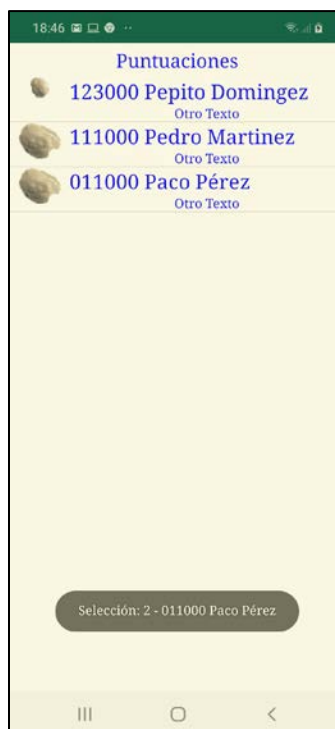 18:46
Puntuaciones
123000 Pepito Domingez
Otro Texto
111000 Pedro Martinez
Otro Texto
011000 Paco Pérez
Otro Texto
Selección: 2 - 011000 Paco Pérez